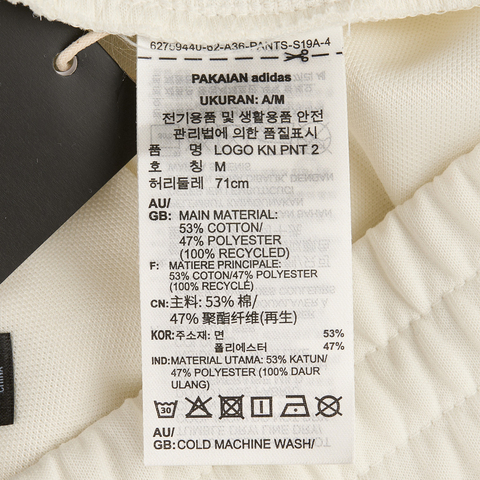 62759440-62-A36-PANTS-S19A-4
PAKAIAN adidas
UKURAN: A/M
전기용품 및 생활용품 안전
관리법에 의한 품질표시
품 명 LOGO KN PNT 2
호 칭 M
허리둘레 71cm
AU/
GB: MAIN MATERIAL:
53% COTTON/
47% POLYESTER
(100% RECYCLED)
F: MATIERE PRINCIPALE:
53% COTON/47% POLYESTER
(100% RECYCLÉ)
CN: 主料: 53% 棉/
47% 聚酯纤维(再生)
KOR: 주소재: 면 53%
폴리에스터 47%
IND: MATERIAL UTAMA: 53% KATUN/
47% POLYESTER (100% DAUR
ULANG)
30
AU/
GB: COLD MACHINE WASH/
CHINA